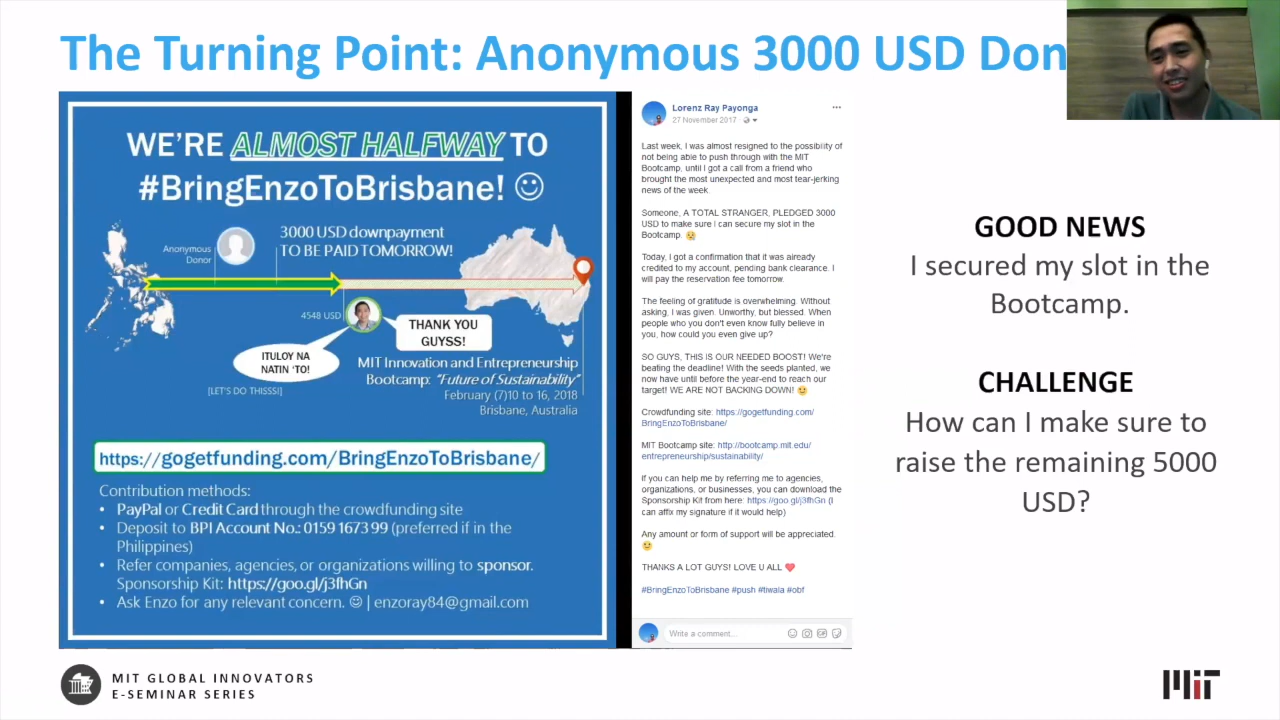 The Turning Point: Anonymous 3000 USD Don
WE'RE ALMOST HALFWAY TO
#BringEnzoToBrisbane! ☺
3000 USD downpayment
TO BE PAID TOMORROW!
Anonymous
Donor
4548 USD
THANK YOU
GUYSS!
ITULOY NA
NATIN 'TO!
[LET'S DO THISSS!]
MIT Innovation and Entrepreneurship
Bootcamp: "Future of Sustainability"
February (7)10 to 16, 2018
Brisbane, Australia
https://gogetfunding.com/BringEnzoToBrisbane/
Contribution methods:
• PayPal or Credit Card through the crowdfunding site
• Deposit to BPI Account No.: 0159 1673 99 (preferred if in the
Philippines)
• Refer companies, agencies, or organizations willing to sponsor.
Sponsorship Kit: https://goo.gl/j3fhGn
• Ask Enzo for any relevant concern. ☺ | enzoray84@gmail.com
Lorenz Ray Payonga
27 November 2017
Last week, I was almost resigned to the possibility of
not being able to push through with the MIT
Bootcamp, until I got a call from a friend who
brought the most unexpected and most tear-jerking
news of the week.
Someone, A TOTAL STRANGER, PLEDGED 3000
USD to make sure I can secure my slot in the
Bootcamp. 😢
Today, I got a confirmation that it was already
credited to my account, pending bank clearance. I
will pay the reservation fee tomorrow.
The feeling of gratitude is overwhelming. Without
asking, I was given. Unworthy, but blessed. When
people who you don't even know fully believe in
you, how could you even give up?
SO GUYS, THIS IS OUR NEEDED BOOST! We're
beating the deadline! With the seeds planted, we
now have until before the year-end to reach our
target! WE ARE NOT BACKING DOWN! 😉
Crowdfunding site: https://gogetfunding.com/
BringEnzoToBrisbane/
MIT Bootcamp site: http://bootcamp.mit.edu/
entrepreneurship/sustainability/
If you can help me by referring me to agencies,
organizations, or businesses, you can download the
Sponsorship Kit from here: https://goo.gl/j3fhGn (I
can affix my signature if it would help)
Any amount or form of support will be appreciated.
😉
THANKS A LOT GUYS! LOVE U ALL ❤
#BringEnzoToBrisbane #push #tiwala #obf
Write a comment...
GOOD NEWS
I secured my slot in the
Bootcamp.
CHALLENGE
How can I make sure to
raise the remaining 5000
USD?
MIT GLOBAL INNOVATORS
E-SEMINAR SERIES
MIT